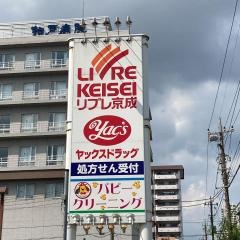 LIVRE
KEISEI
リブレ京成
Yac's
ヤックスドラッグ
処方せん受付
パピー
クリーニング